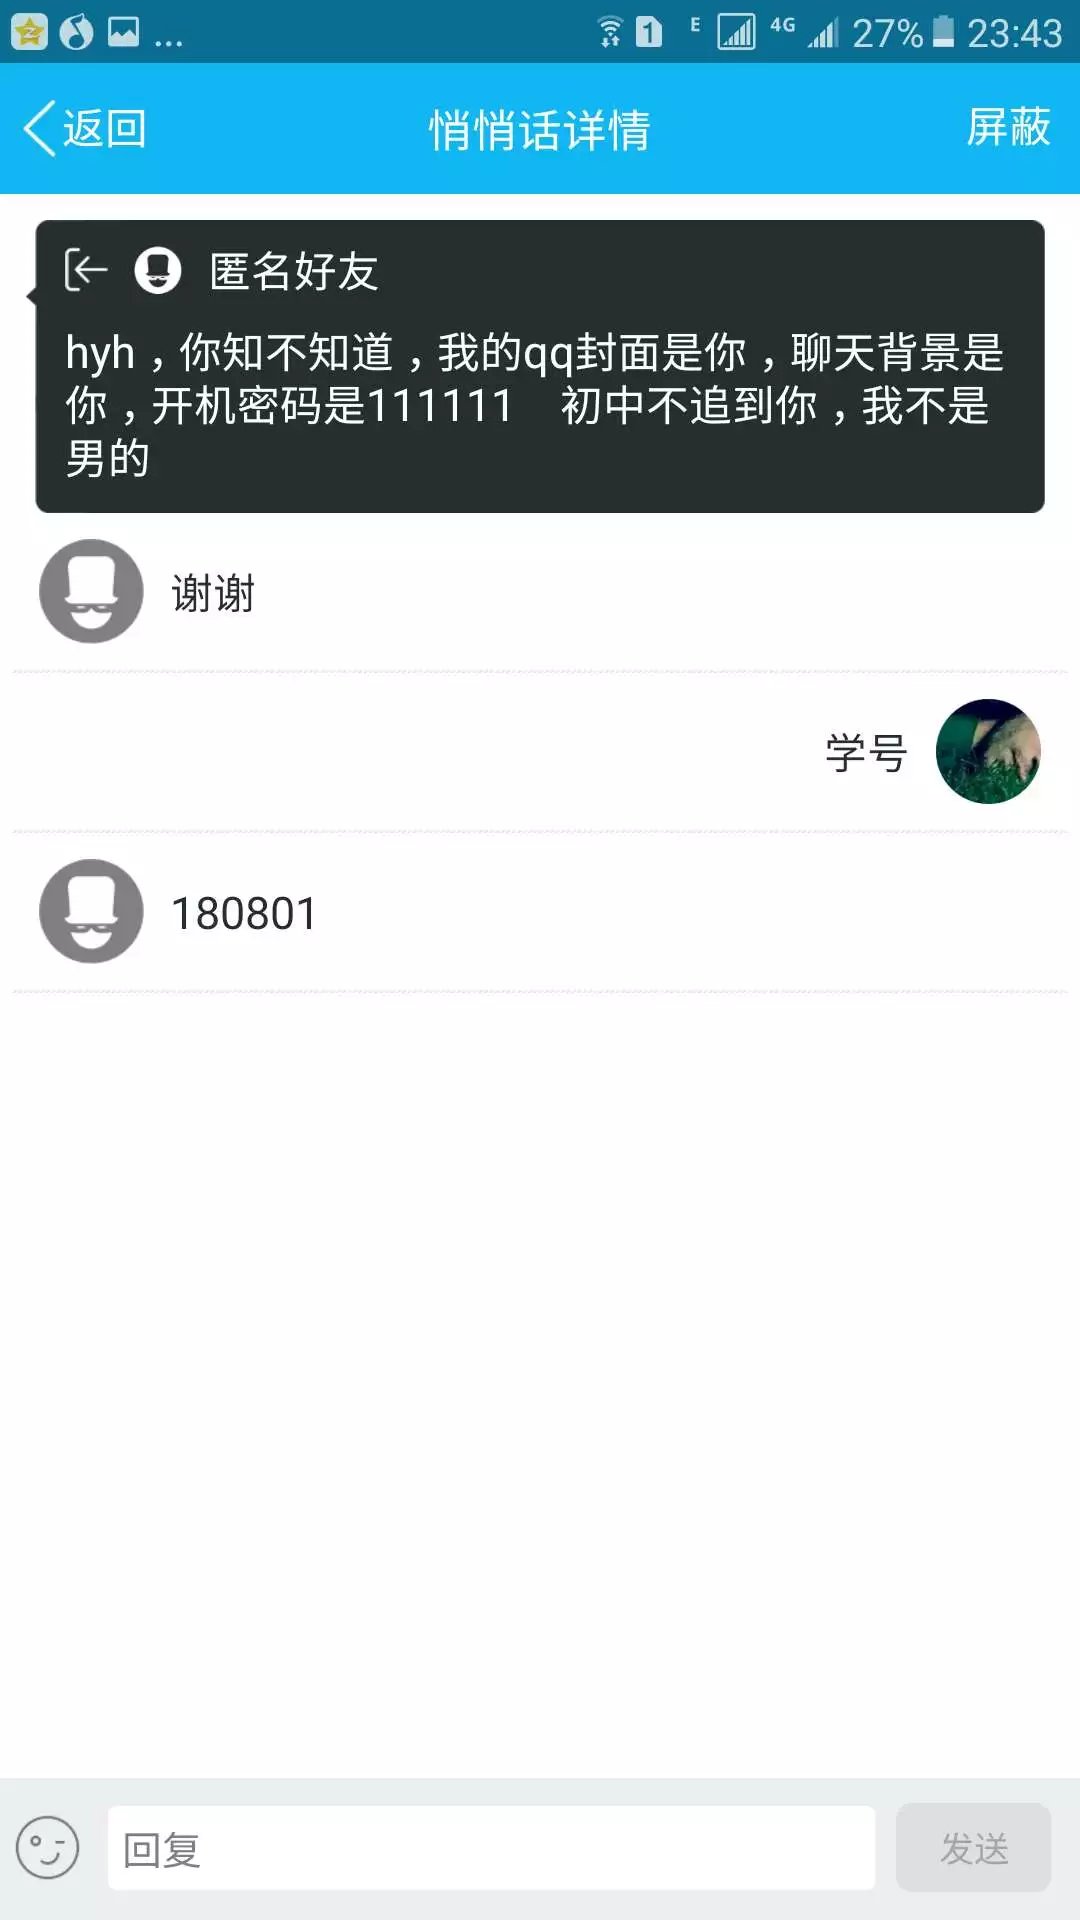 ... 1 E 4G 27% 23:43
返回 悄悄话详情 屏蔽
匿名好友
hyh，你知不知道，我的qq封面是你，聊天背景是
你，开机密码是111111　初中不追到你，我不是
男的
谢谢
学号
180801
回复 发送